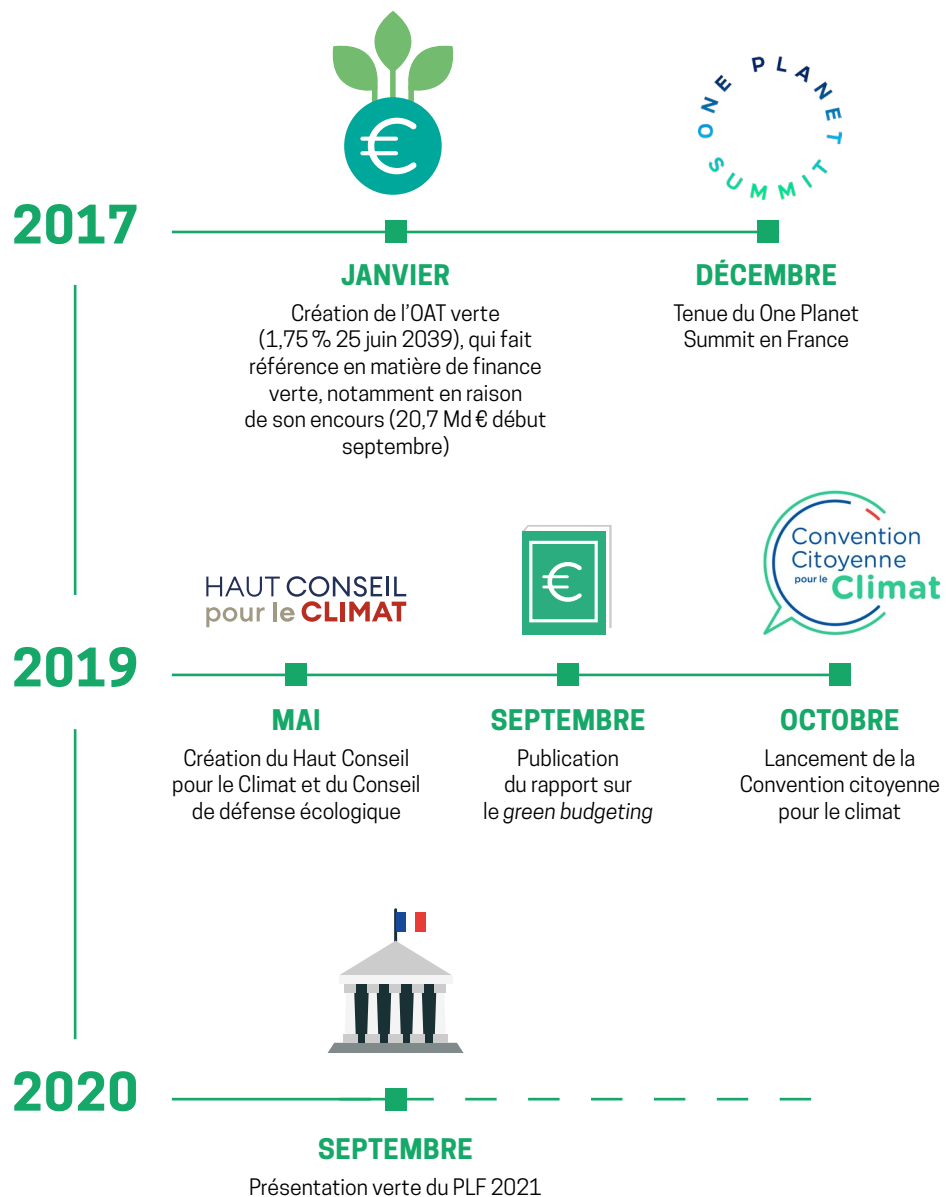 ONE PLANET SUMMIT
2017
JANVIER
Création de l’OAT verte
(1,75 % 25 juin 2039), qui fait
référence en matière de finance
verte, notamment en raison
de son encours (20,7 Md € début
septembre)
DÉCEMBRE
Tenue du One Planet
Summit en France
HAUT CONSEIL
pour le CLIMAT
Convention
Citoyenne
pour le Climat
2019
MAI
Création du Haut Conseil
pour le Climat et du Conseil
de défense écologique
SEPTEMBRE
Publication
du rapport sur
le green budgeting
OCTOBRE
Lancement de la
Convention citoyenne
pour le climat
2020
SEPTEMBRE
Présentation verte du PLF 2021